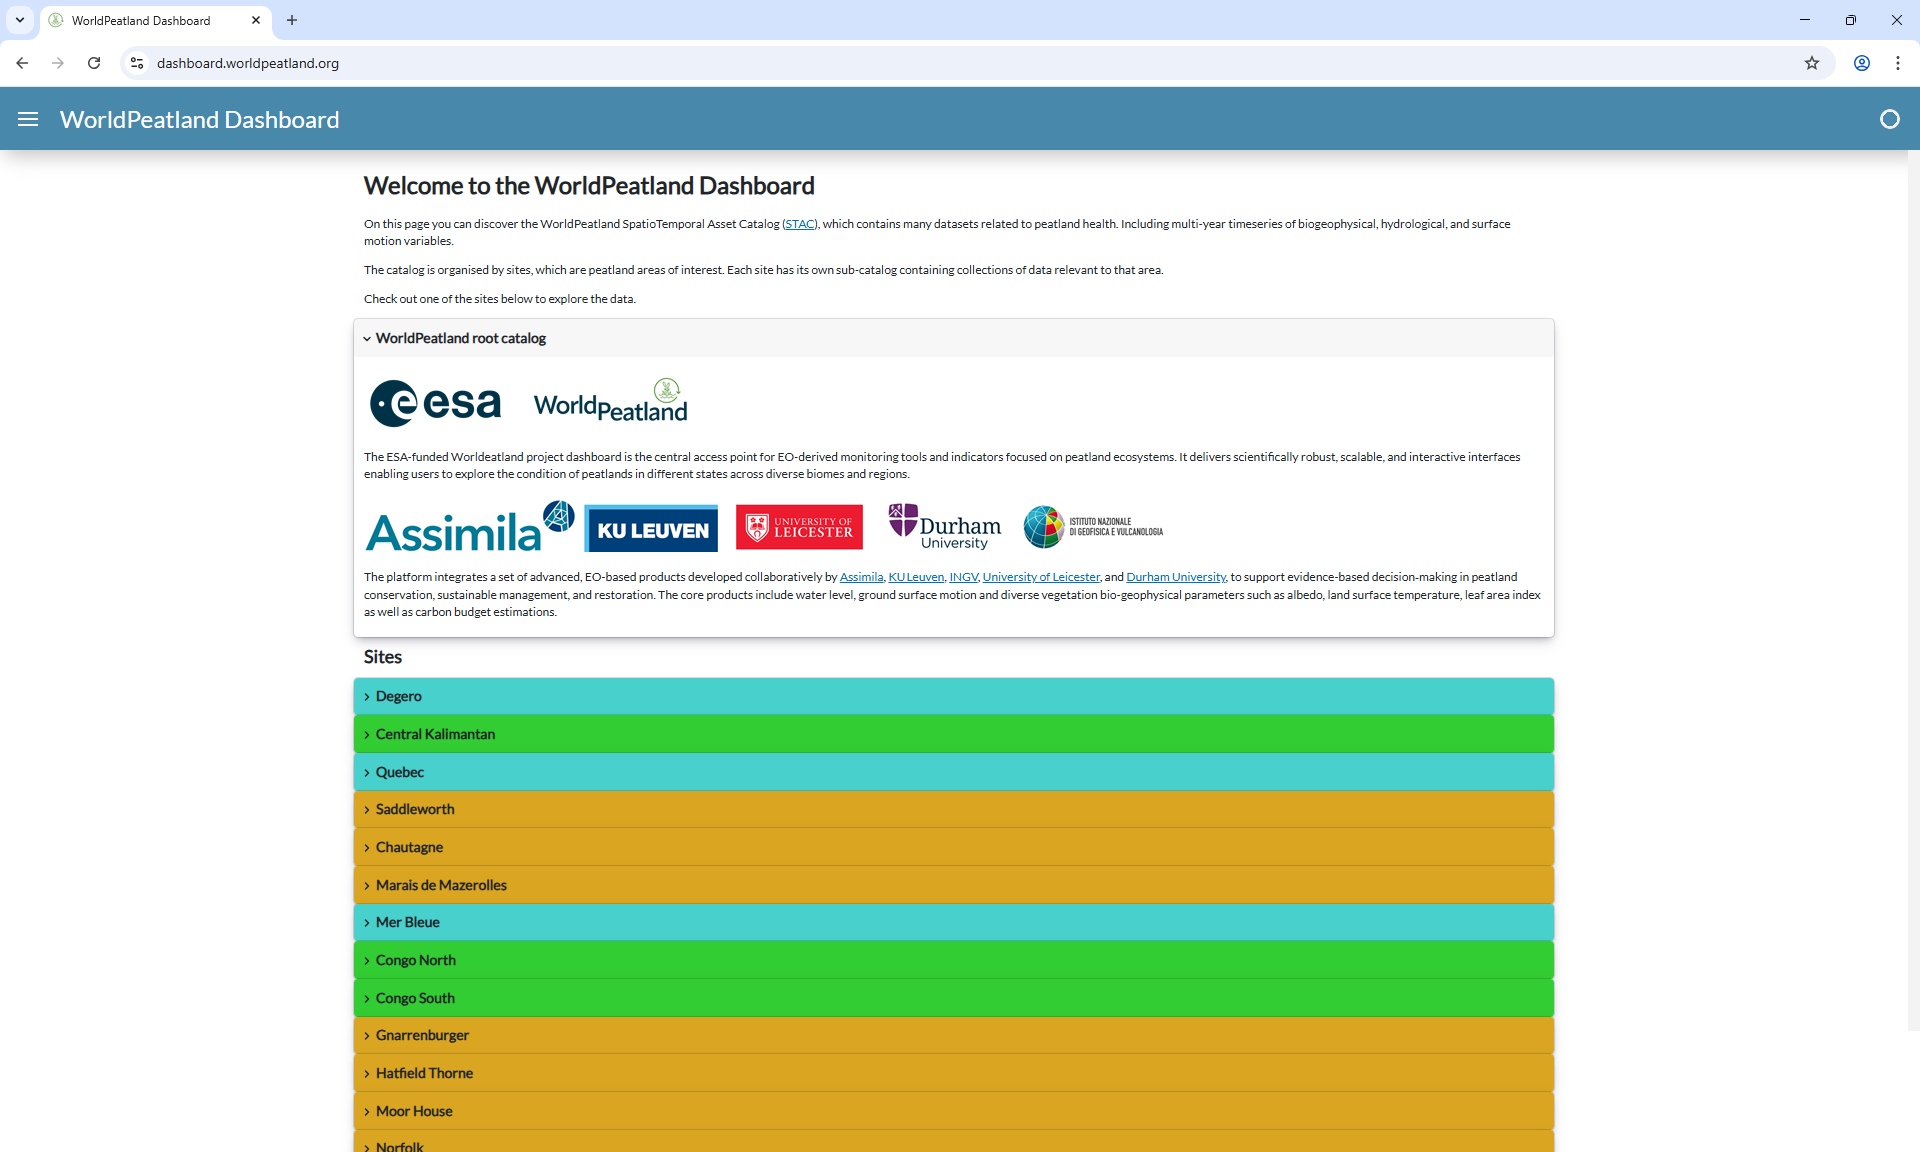 WorldPeatland Dashboard
dashboard.worldpeatland.org
WorldPeatland Dashboard
Welcome to the WorldPeatland Dashboard
On this page you can discover the WorldPeatland SpatioTemporal Asset Catalog (STAC), which contains many datasets related to peatland health. Including multi-year timeseries of biogeophysical, hydrological, and surface
motion variables.
The catalog is organised by sites, which are peatland areas of interest. Each site has its own sub-catalog containing collections of data relevant to that area.
Check out one of the sites below to explore the data.
WorldPeatland root catalog
esa WorldPeatland
The ESA-funded Worldeatland project dashboard is the central access point for EO-derived monitoring tools and indicators focused on peatland ecosystems. It delivers scientifically robust, scalable, and interactive interfaces
enabling users to explore the condition of peatlands in different states across diverse biomes and regions.
Assimila KU LEUVEN UNIVERSITY OF LEICESTER Durham University ISTITUTO NAZIONALE DI GEOFISICA E VULCANOLOGIA
The platform integrates a set of advanced, EO-based products developed collaboratively by Assimila, KU Leuven, INGV, University of Leicester, and Durham University, to support evidence-based decision-making in peatland
conservation, sustainable management, and restoration. The core products include water level, ground surface motion and diverse vegetation bio-geophysical parameters such as albedo, land surface temperature, leaf area index
as well as carbon budget estimations.
Sites
Degero
Central Kalimantan
Quebec
Saddleworth
Chautagne
Marais de Mazerolles
Mer Bleue
Congo North
Congo South
Gnarrenburger
Hatfield Thorne
Moor House
Norfolk